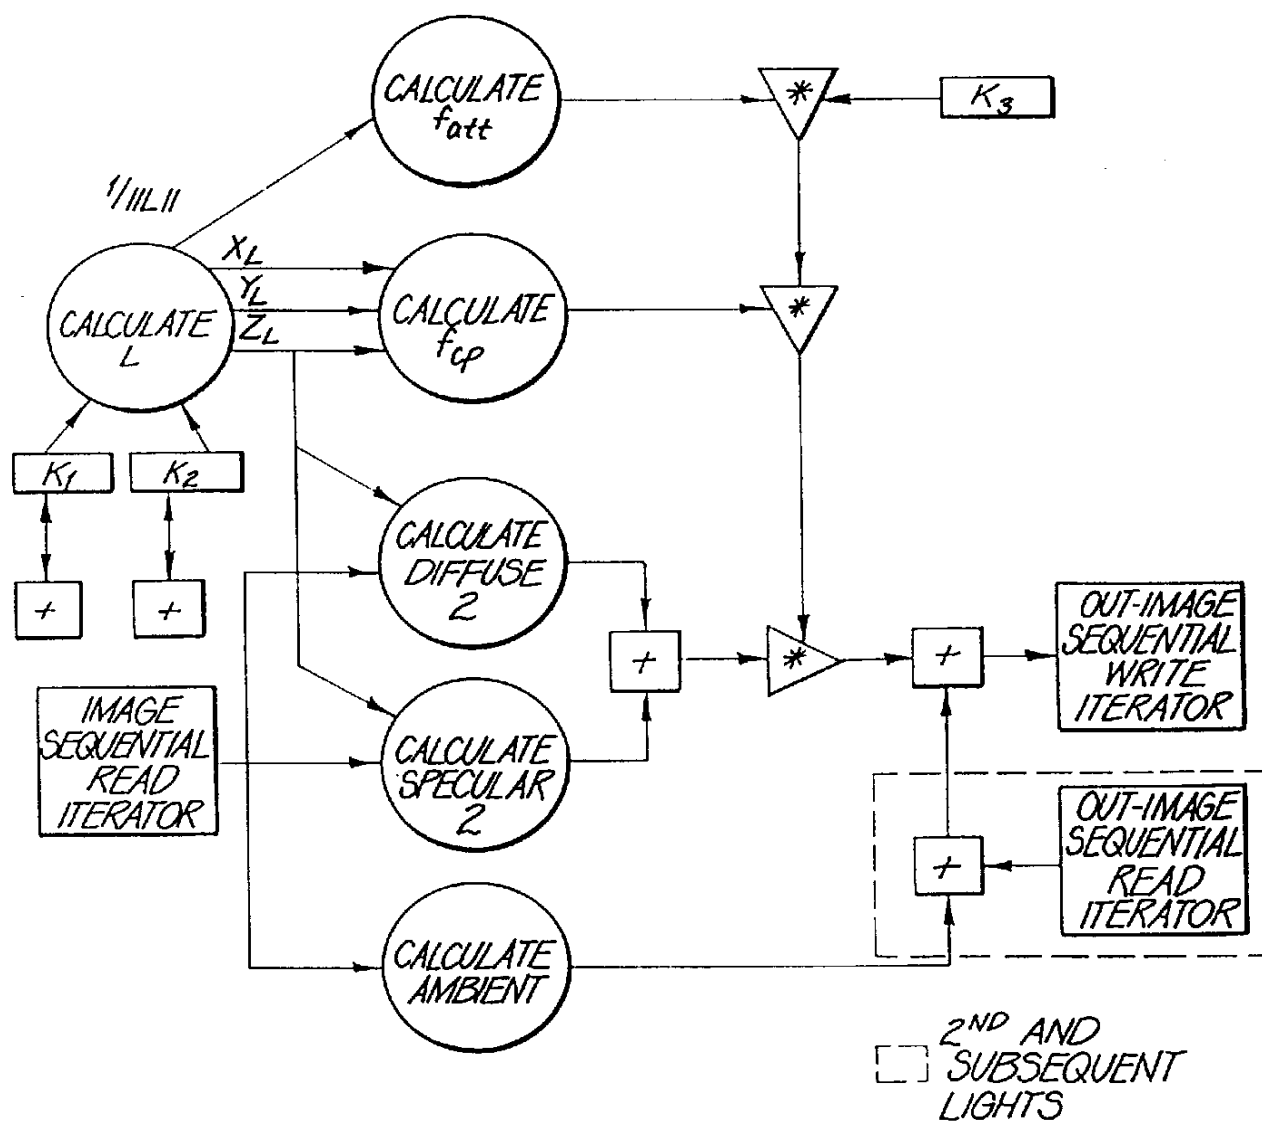 CALCULATE
fatt
*
K3
1/||L||
XL
YL
ZL
CALCULATE
L
CALCULATE
fcp
*
K1
K2
+
+
CALCULATE
DIFFUSE
2
+
*
+
OUT-IMAGE
SEQUENTIAL
WRITE
ITERATOR
IMAGE
SEQUENTIAL
READ
ITERATOR
CALCULATE
SPECULAR
2
+
OUT-IMAGE
SEQUENTIAL
READ
ITERATOR
CALCULATE
AMBIENT
2ND AND
SUBSEQUENT
LIGHTS